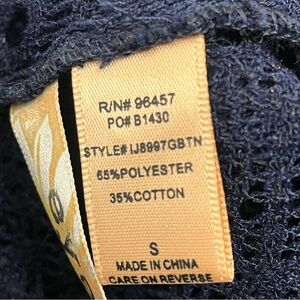 R/N# 96457
PO# B1430
STYLE# IJ8997GBTN
65%POLYESTER
35%COTTON
S
MADE IN CHINA
CARE ON REVERSE